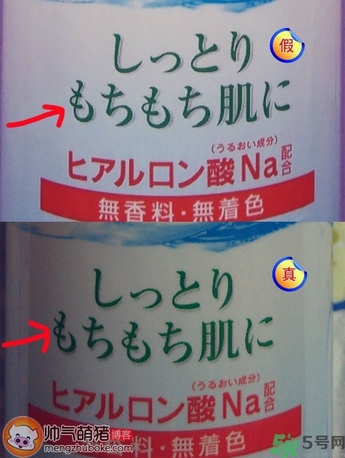 しっとり
假
もちもち肌に
(うるおい成分)
ヒアルロン酸Na配合
無香料·無着色
しっとり
真
もちもち肌に
(うるおい成分)
ヒアルロン酸Na配合
無香料·無着色
帅气萌猪博客
mengzhuboke.com
5号网